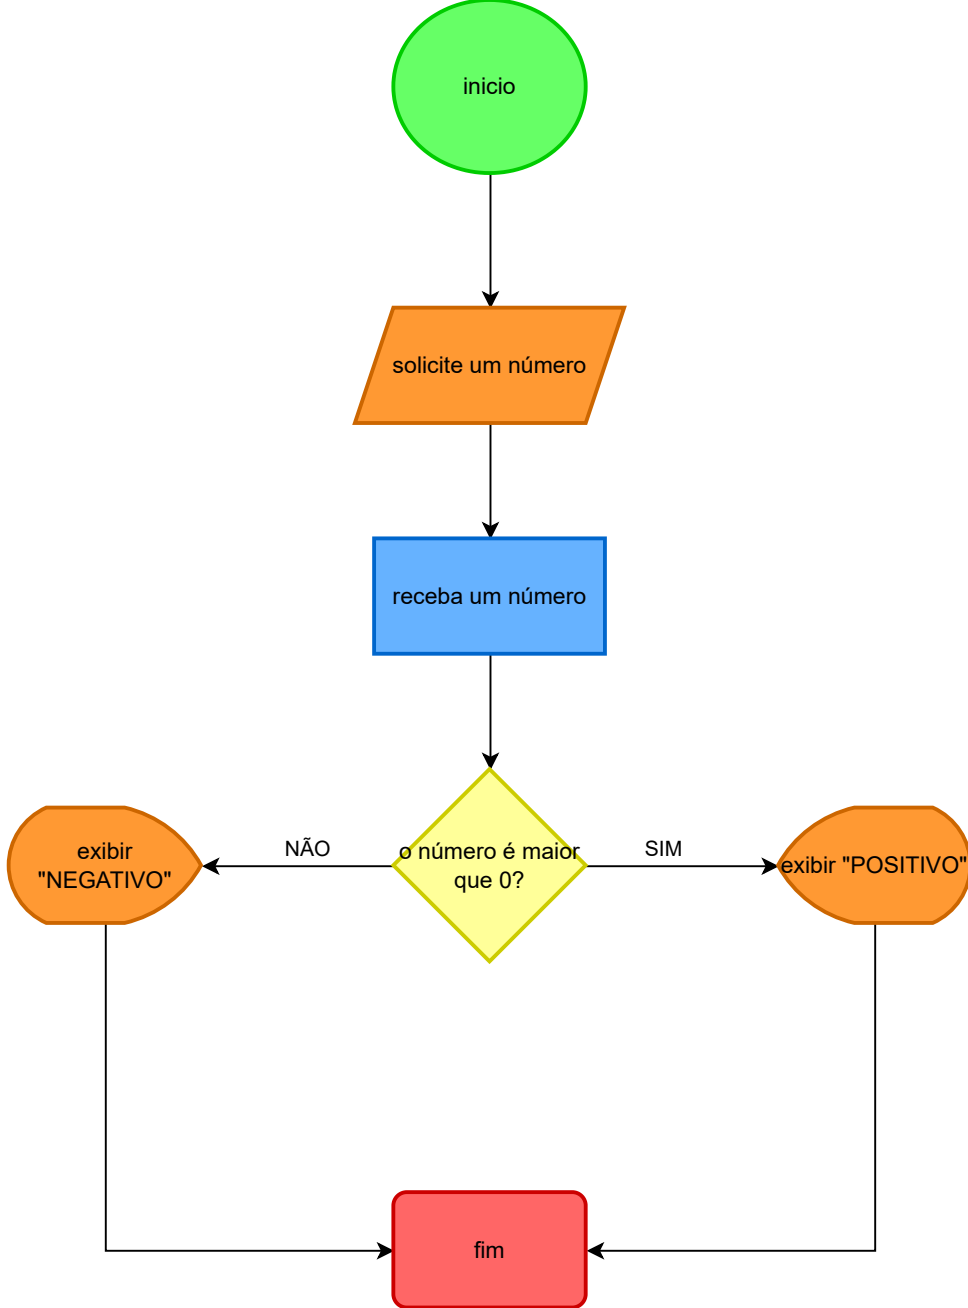 inicio
solicite um número
receba um número
o número é maior
que 0?
NÃO
SIM
exibir
"NEGATIVO"
exibir "POSITIVO"
fim